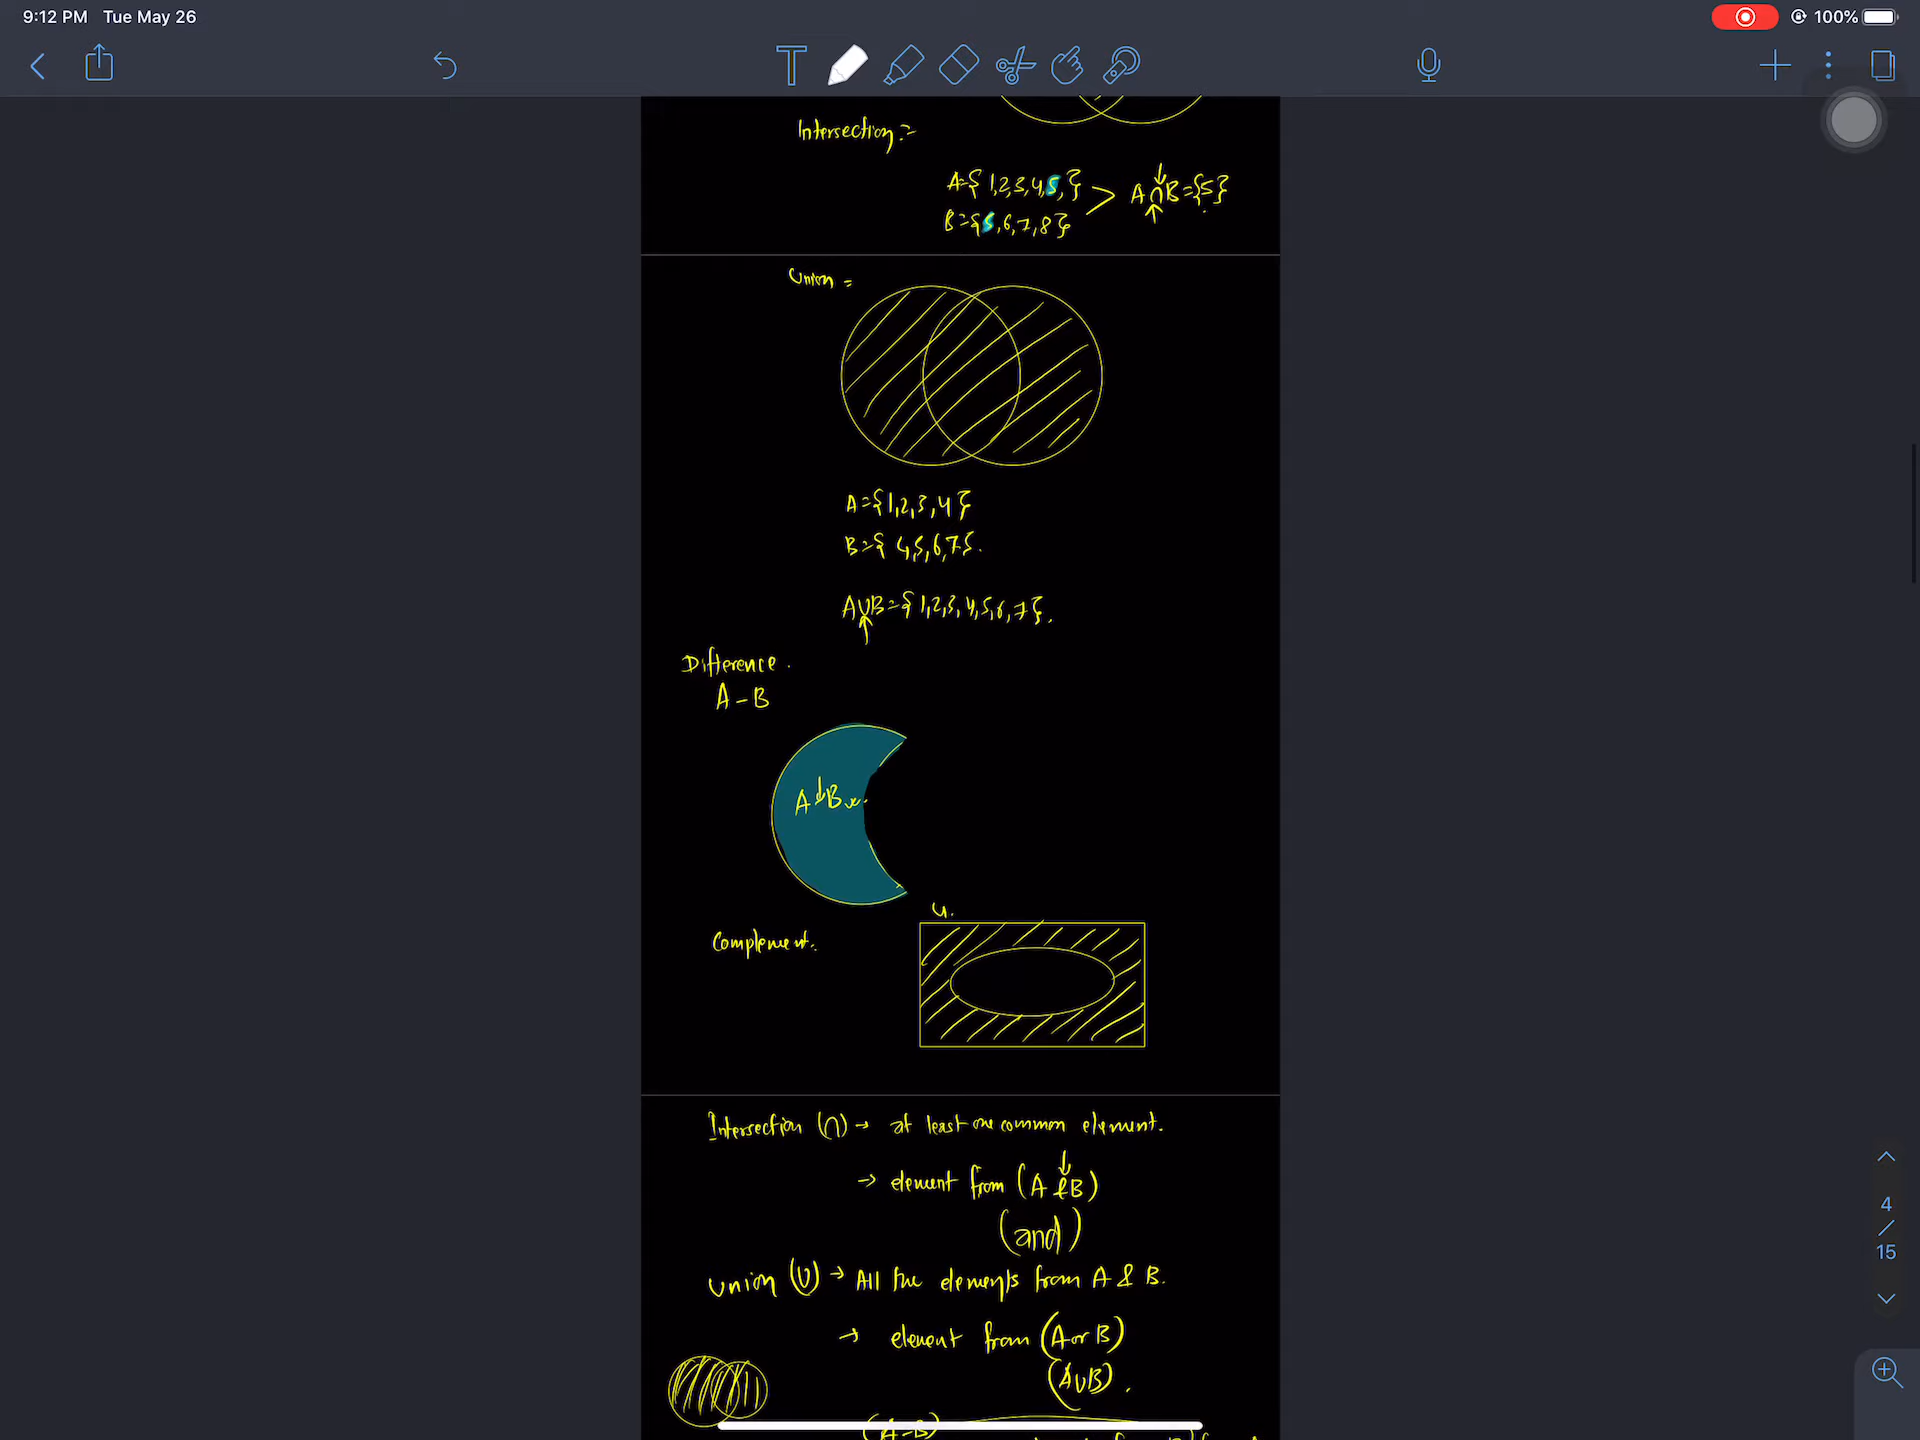 9:12 PM Tue May 26
100%
Intersection :-
A={ 1,2,3,4,5, }
B={5,6,7,8}
A∩B={5}
Union =
A={1,2,3,4}
B={ 4,5,6,7}.
A∪B={ 1,2,3,4,5,6,7}.
Difference .
A-B
Complement.
Intersection (∩) → at least one common element.
→ element from (A & B)
(and)
union (∪) → All the elements from A & B.
→ element from (A or B)
(A∪B) .
(A-B)
4
/
15